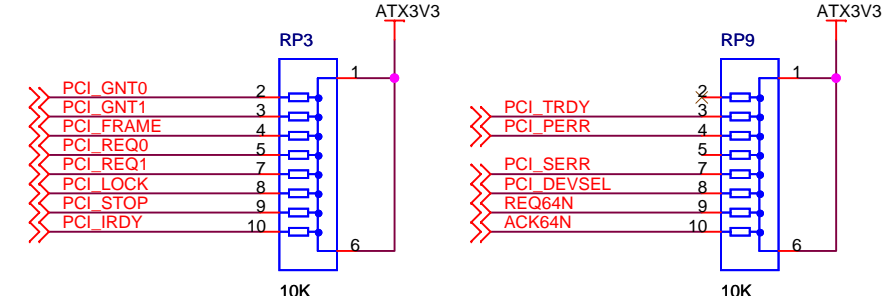 ATX3V3
RP3
1
PCI_GNT0 2
PCI_GNT1 3
PCI_FRAME 4
PCI_REQ0 5
PCI_REQ1 7
PCI_LOCK 8
PCI_STOP 9
PCI_IRDY 10
6
10K
ATX3V3
RP9
1
2
PCI_TRDY 3
PCI_PERR 4
5
PCI_SERR 7
PCI_DEVSEL 8
REQ64N 9
ACK64N 10
6
10K